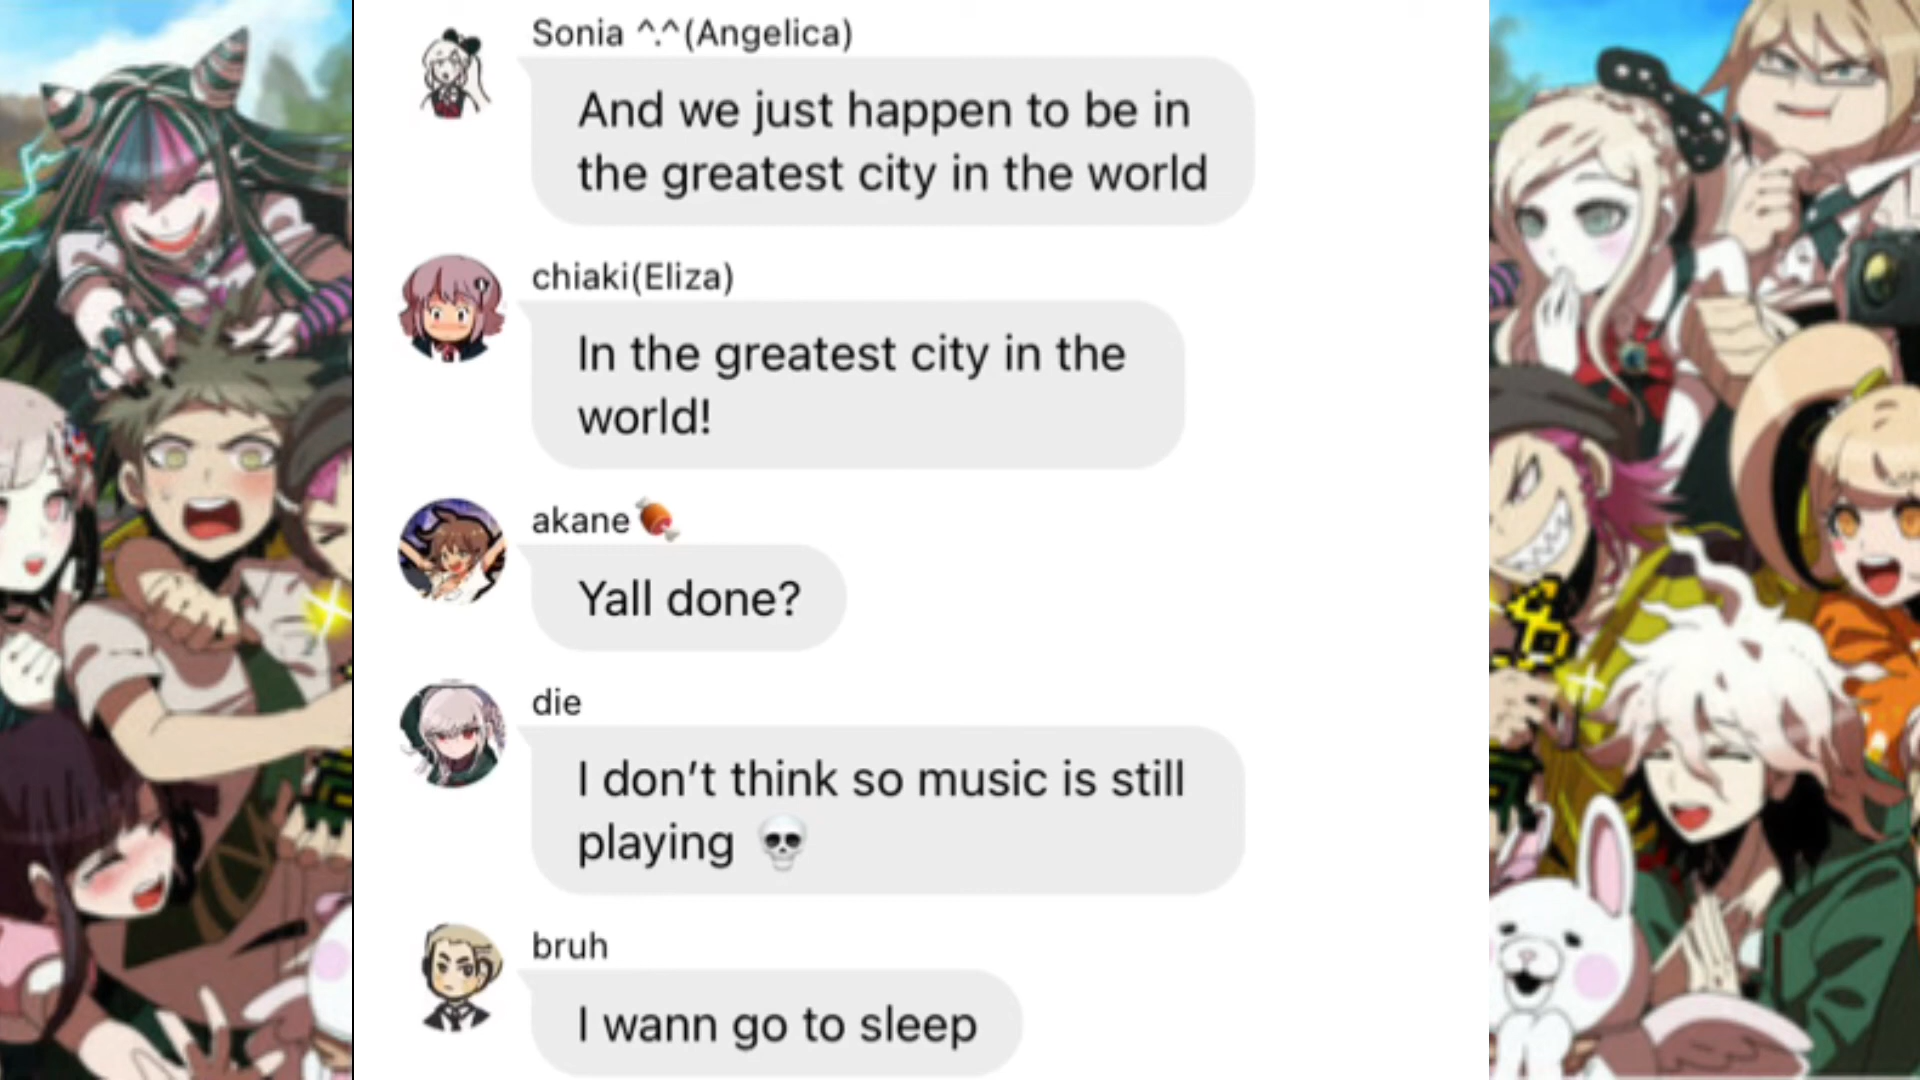 Sonia ^.^(Angelica)
And we just happen to be in
the greatest city in the world
chiaki(Eliza)
In the greatest city in the
world!
akane🍖
Yall done?
die
I don’t think so music is still
playing 💀
bruh
I wann go to sleep